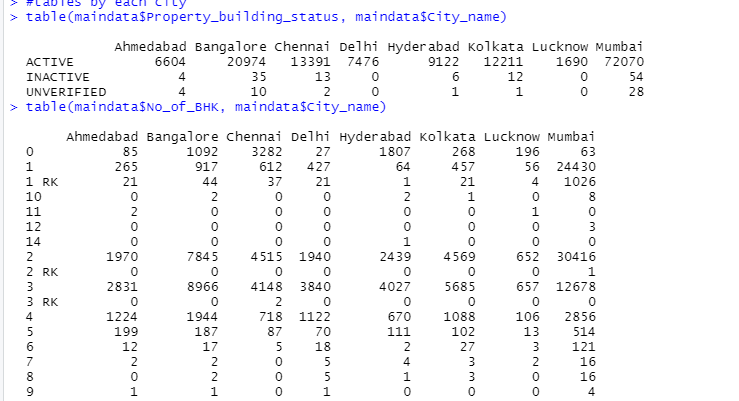 > #tables by each city
> table(maindata$Property_building_status, maindata$City_name)
Ahmedabad Bangalore Chennai Delhi Hyderabad Kolkata Lucknow Mumbai
ACTIVE 6604 20974 13391 7476 9122 12211 1690 72070
INACTIVE 4 35 13 0 6 12 0 54
UNVERIFIED 4 10 2 0 1 1 0 28
> table(maindata$No_of_BHK, maindata$City_name)
Ahmedabad Bangalore Chennai Delhi Hyderabad Kolkata Lucknow Mumbai
0 85 1092 3282 27 1807 268 196 63
1 265 917 612 427 64 457 56 24430
1 RK 21 44 37 21 1 21 4 1026
10 0 2 0 0 2 1 0 8
11 2 0 0 0 0 0 1 0
12 0 0 0 0 0 0 0 3
14 0 0 0 0 1 0 0 0
2 1970 7845 4515 1940 2439 4569 652 30416
2 RK 0 0 0 0 0 0 0 1
3 2831 8966 4148 3840 4027 5685 657 12678
3 RK 0 0 2 0 0 0 0 0
4 1224 1944 718 1122 670 1088 106 2856
5 199 187 87 70 111 102 13 514
6 12 17 5 18 2 27 3 121
7 2 2 0 5 4 3 2 16
8 0 2 0 5 1 3 0 16
9 1 1 0 1 0 0 0 4